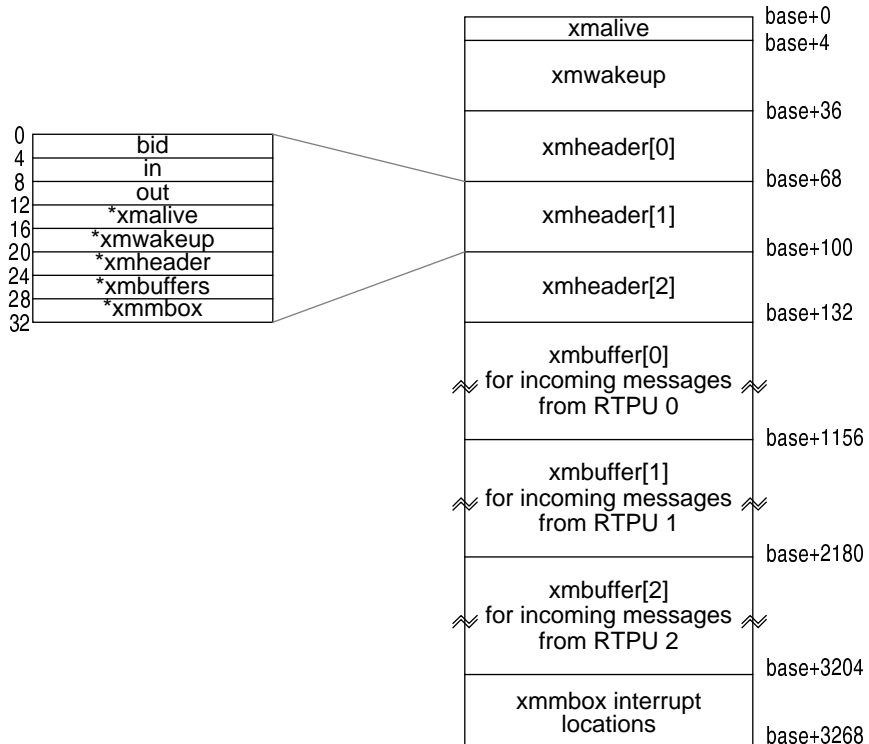 0
bid
4
in
8
out
12
*xmalive
16
*xmwakeup
20
*xmheader
24
*xmbuffers
28
*xmmbox
32
base+0
xmalive
base+4
xmwakeup
base+36
xmheader[0]
base+68
xmheader[1]
base+100
xmheader[2]
base+132
xmbuffer[0]
for incoming messages
from RTPU 0
base+1156
xmbuffer[1]
for incoming messages
from RTPU 1
base+2180
xmbuffer[2]
for incoming messages
from RTPU 2
base+3204
xmmbox interrupt
locations
base+3268